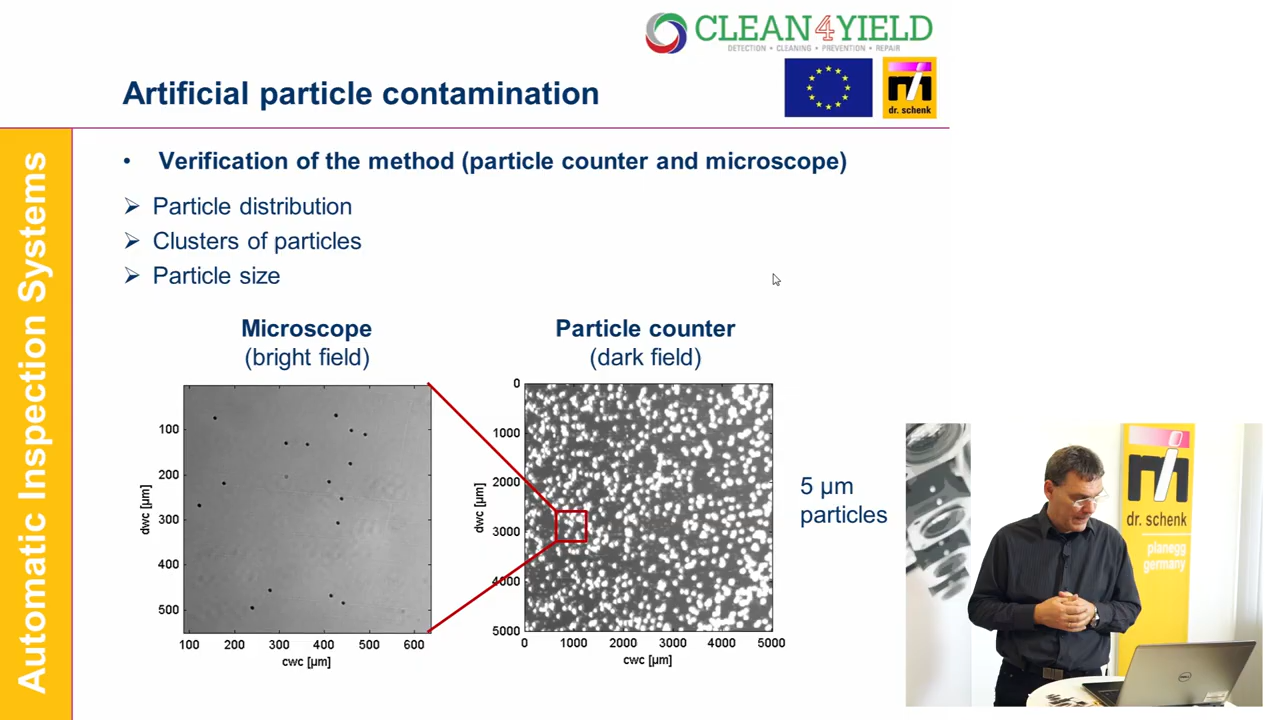 CLEAN4YIELD
DETECTION • CLEANING • PREVENTION • REPAIR
dr. schenk
Artificial particle contamination
Automatic Inspection Systems
• Verification of the method (particle counter and microscope)
➢ Particle distribution
➢ Clusters of particles
➢ Particle size
Microscope
(bright field)
dwc [µm]
100
200
300
400
500
100 200 300 400 500 600
cwc [µm]
Particle counter
(dark field)
dwc [µm]
0
1000
2000
3000
4000
5000
0 1000 2000 3000 4000 5000
cwc [µm]
5 µm
particles
dr. schenk
planegg
germany
DELL